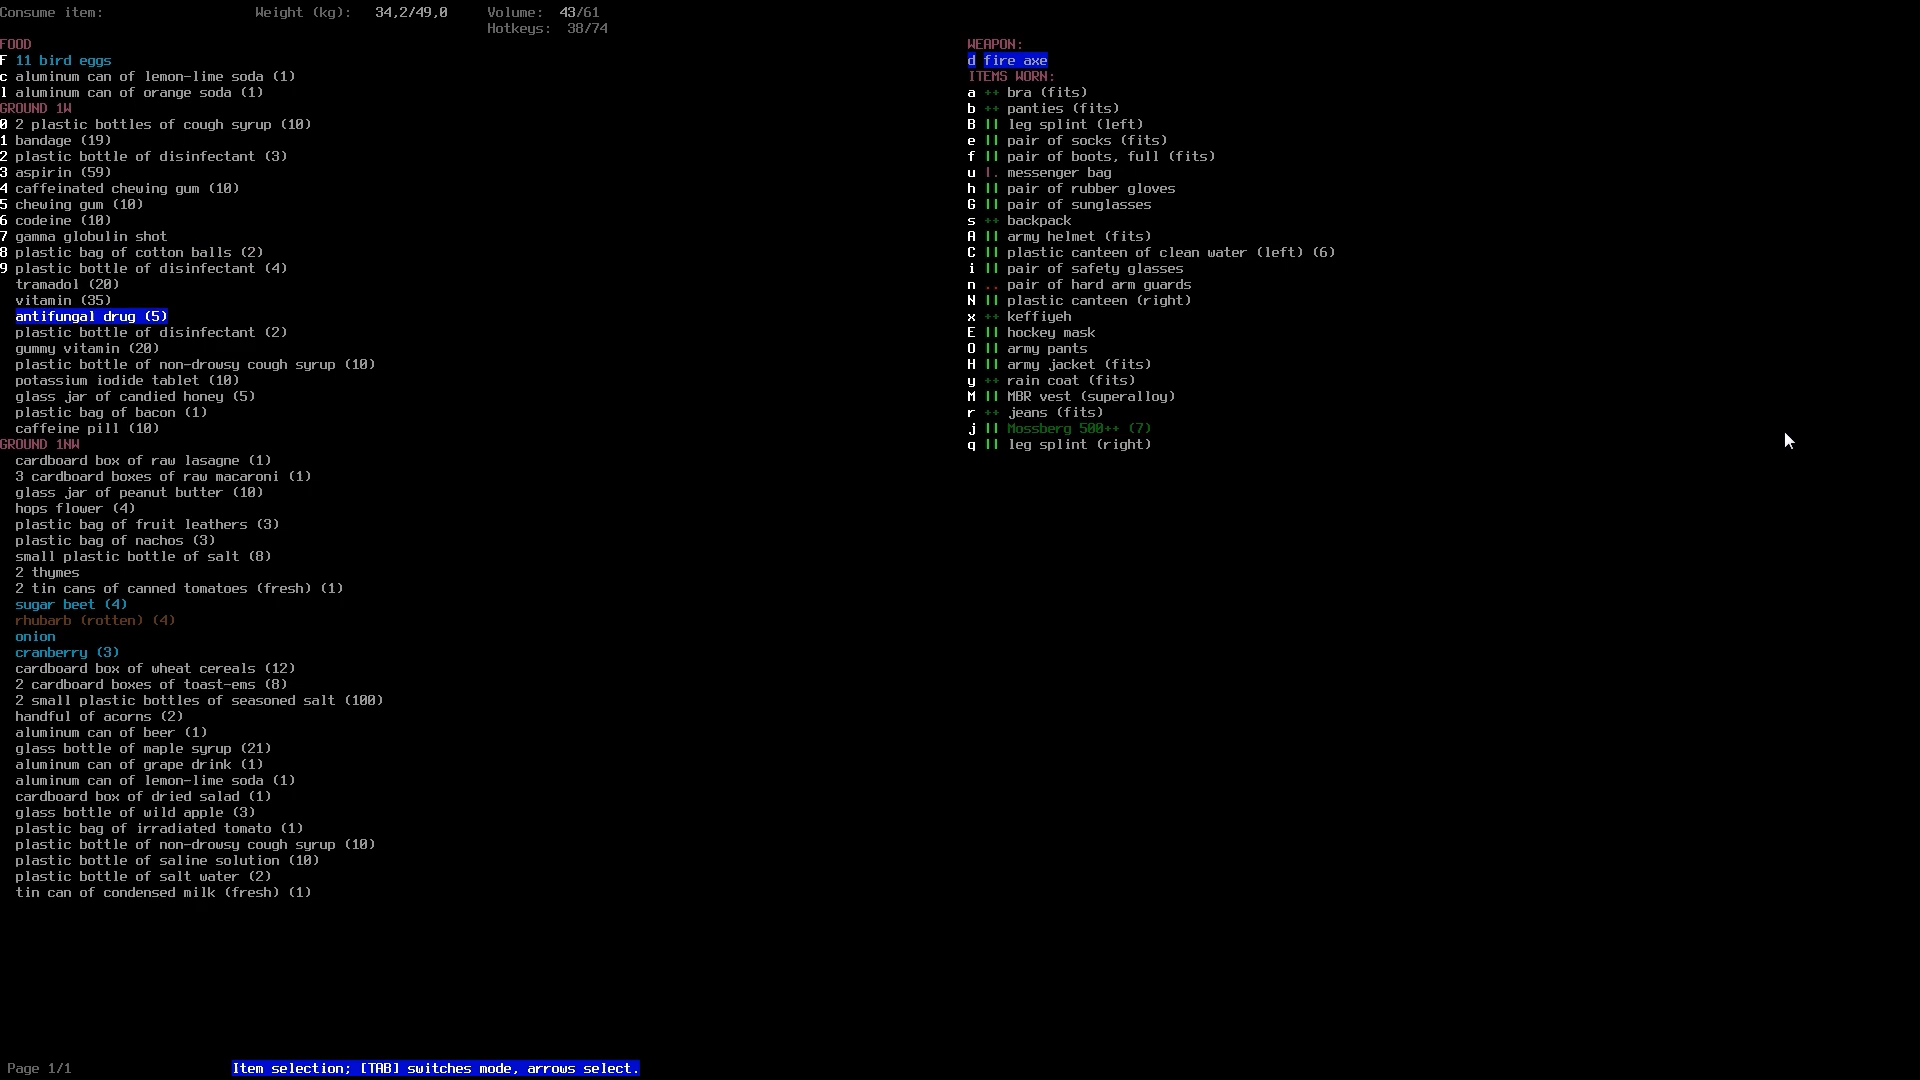 Consume item: Weight (kg): 34,2/49,0 Volume: 43/61
Hotkeys: 38/74
FOOD
F 11 bird eggs
c aluminum can of lemon-lime soda (1)
l aluminum can of orange soda (1)
GROUND 1W
0 2 plastic bottles of cough syrup (10)
1 bandage (19)
2 plastic bottle of disinfectant (3)
3 aspirin (59)
4 caffeinated chewing gum (10)
5 chewing gum (10)
6 codeine (10)
7 gamma globulin shot
8 plastic bag of cotton balls (2)
9 plastic bottle of disinfectant (4)
tramadol (20)
vitamin (35)
antifungal drug (5)
plastic bottle of disinfectant (2)
gummy vitamin (20)
plastic bottle of non-drowsy cough syrup (10)
potassium iodide tablet (10)
glass jar of candied honey (5)
plastic bag of bacon (1)
caffeine pill (10)
GROUND 1NW
cardboard box of raw lasagne (1)
3 cardboard boxes of raw macaroni (1)
glass jar of peanut butter (10)
hops flower (4)
plastic bag of fruit leathers (3)
plastic bag of nachos (3)
small plastic bottle of salt (8)
2 thymes
2 tin cans of canned tomatoes (fresh) (1)
sugar beet (4)
rhubarb (rotten) (4)
onion
cranberry (3)
cardboard box of wheat cereals (12)
2 cardboard boxes of toast-ems (8)
2 small plastic bottles of seasoned salt (100)
handful of acorns (2)
aluminum can of beer (1)
glass bottle of maple syrup (21)
aluminum can of grape drink (1)
aluminum can of lemon-lime soda (1)
cardboard box of dried salad (1)
glass bottle of wild apple (3)
plastic bag of irradiated tomato (1)
plastic bottle of non-drowsy cough syrup (10)
plastic bottle of saline solution (10)
plastic bottle of salt water (2)
tin can of condensed milk (fresh) (1)
WEAPON:
d fire axe
ITEMS WORN:
a ++ bra (fits)
b ++ panties (fits)
B || leg splint (left)
e || pair of socks (fits)
f || pair of boots, full (fits)
u |. messenger bag
h || pair of rubber gloves
G || pair of sunglasses
s ++ backpack
A || army helmet (fits)
C || plastic canteen of clean water (left) (6)
i || pair of safety glasses
n .. pair of hard arm guards
N || plastic canteen (right)
x ++ keffiyeh
E || hockey mask
O || army pants
H || army jacket (fits)
y ++ rain coat (fits)
M || MBR vest (superalloy)
r ++ jeans (fits)
j || Mossberg 500++ (7)
q || leg splint (right)
Page 1/1 Item selection; [TAB] switches mode, arrows select.